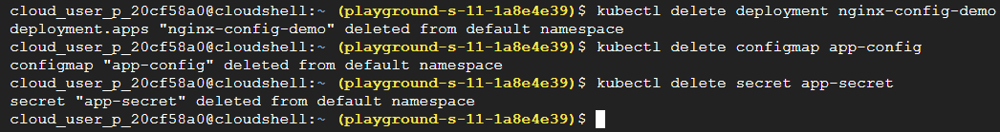 cloud_user_p_20cf58a0@cloudshell:~ (playground-s-11-1a8e4e39)$ kubectl delete deployment nginx-config-demo
deployment.apps "nginx-config-demo" deleted from default namespace
cloud_user_p_20cf58a0@cloudshell:~ (playground-s-11-1a8e4e39)$ kubectl delete configmap app-config
configmap "app-config" deleted from default namespace
cloud_user_p_20cf58a0@cloudshell:~ (playground-s-11-1a8e4e39)$ kubectl delete secret app-secret
secret "app-secret" deleted from default namespace
cloud_user_p_20cf58a0@cloudshell:~ (playground-s-11-1a8e4e39)$